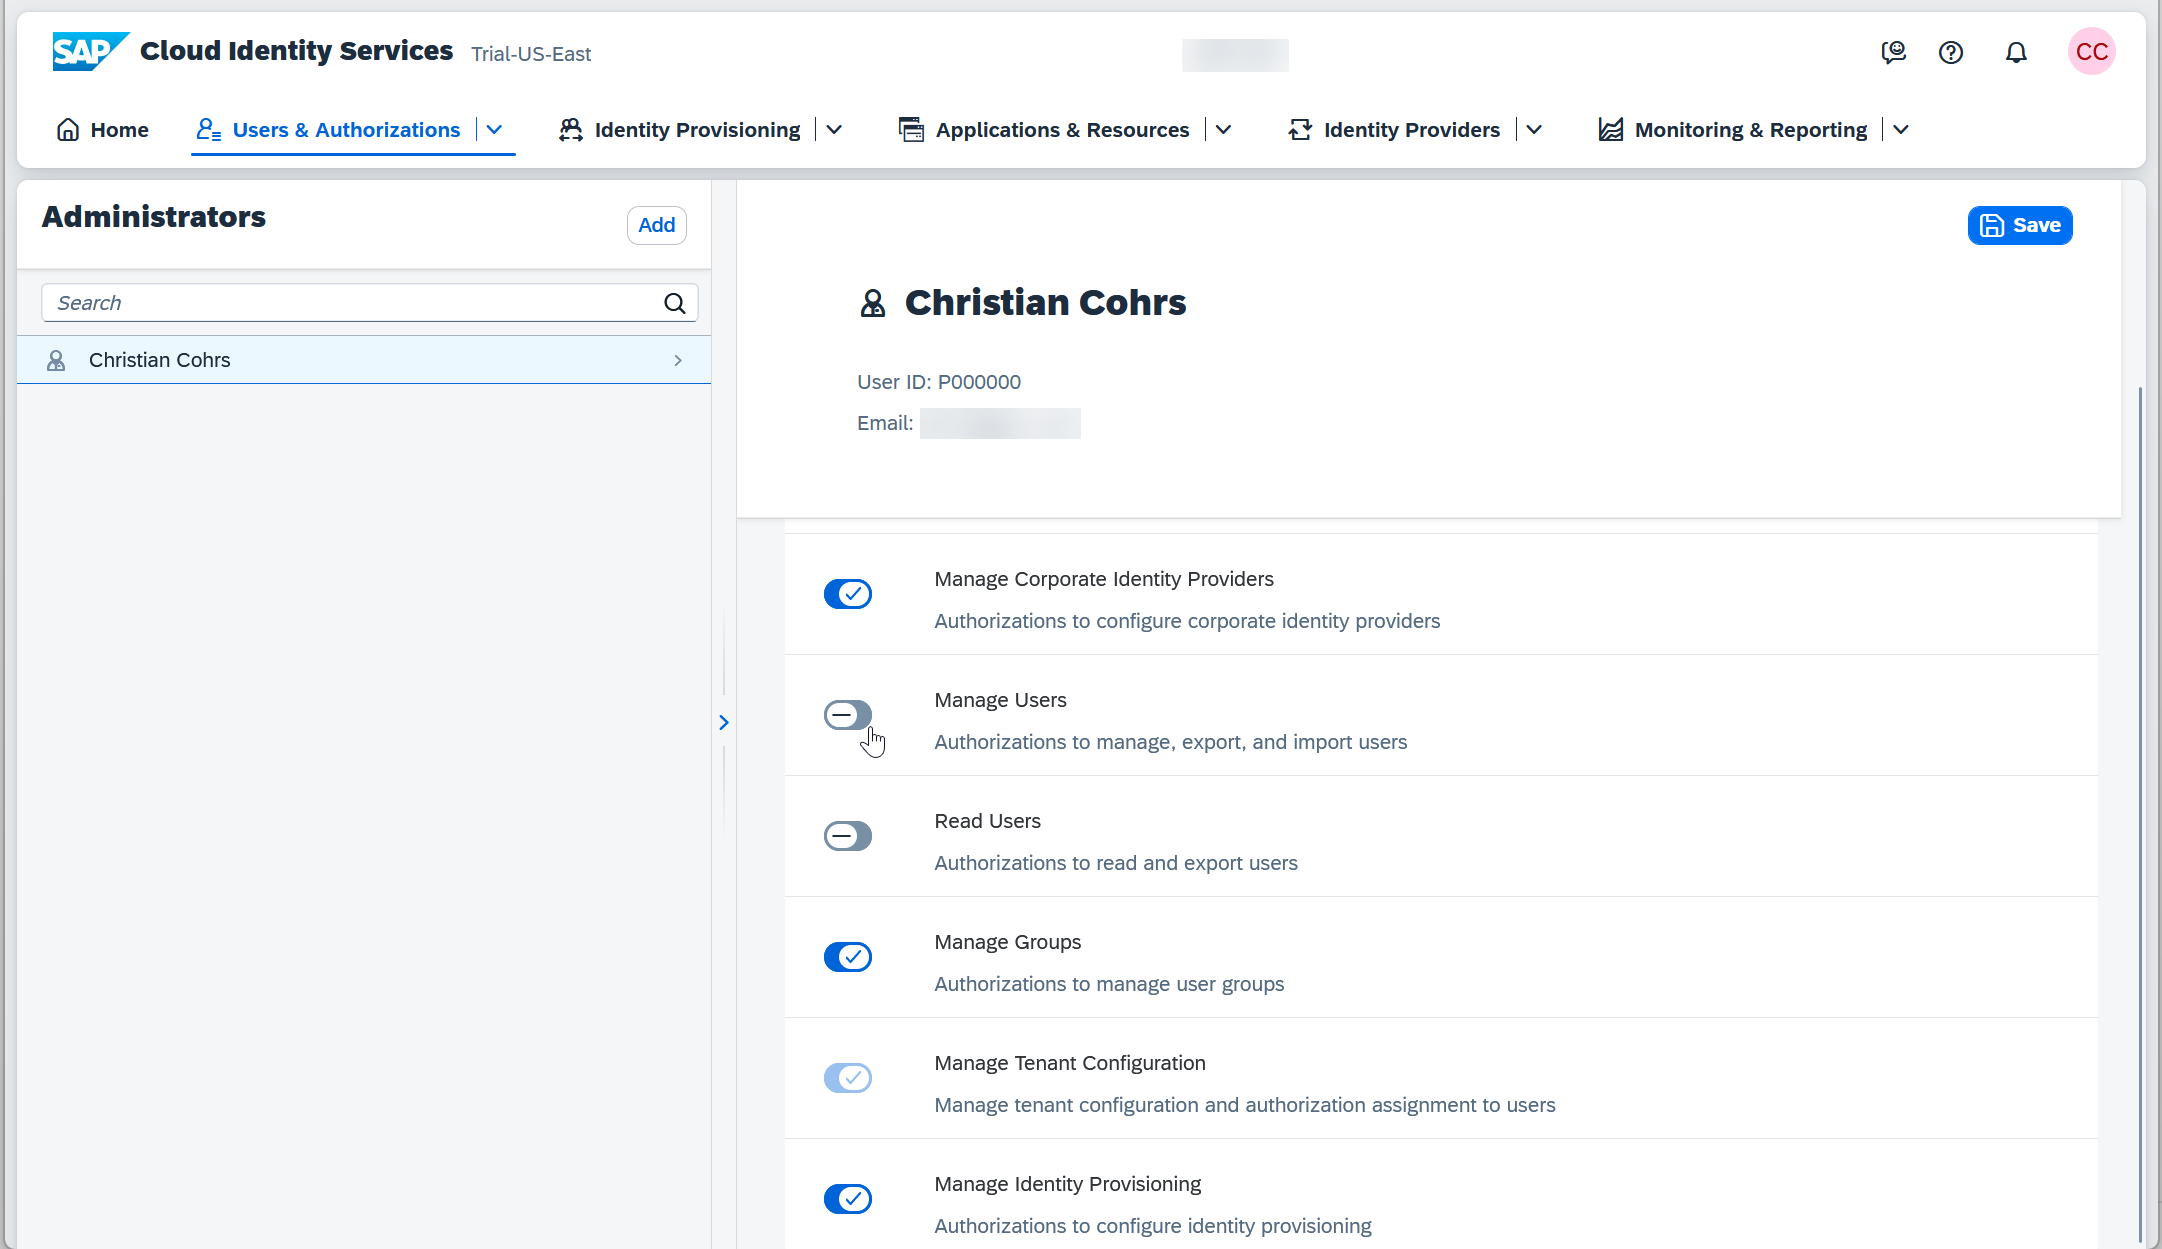 SAP Cloud Identity Services Trial-US-East
CC
Home Users & Authorizations Identity Provisioning Applications & Resources Identity Providers Monitoring & Reporting
Administrators
Add
Search
Christian Cohrs
Save
Christian Cohrs
User ID: P000000
Email:
Manage Corporate Identity Providers
Authorizations to configure corporate identity providers
Manage Users
Authorizations to manage, export, and import users
Read Users
Authorizations to read and export users
Manage Groups
Authorizations to manage user groups
Manage Tenant Configuration
Manage tenant configuration and authorization assignment to users
Manage Identity Provisioning
Authorizations to configure identity provisioning